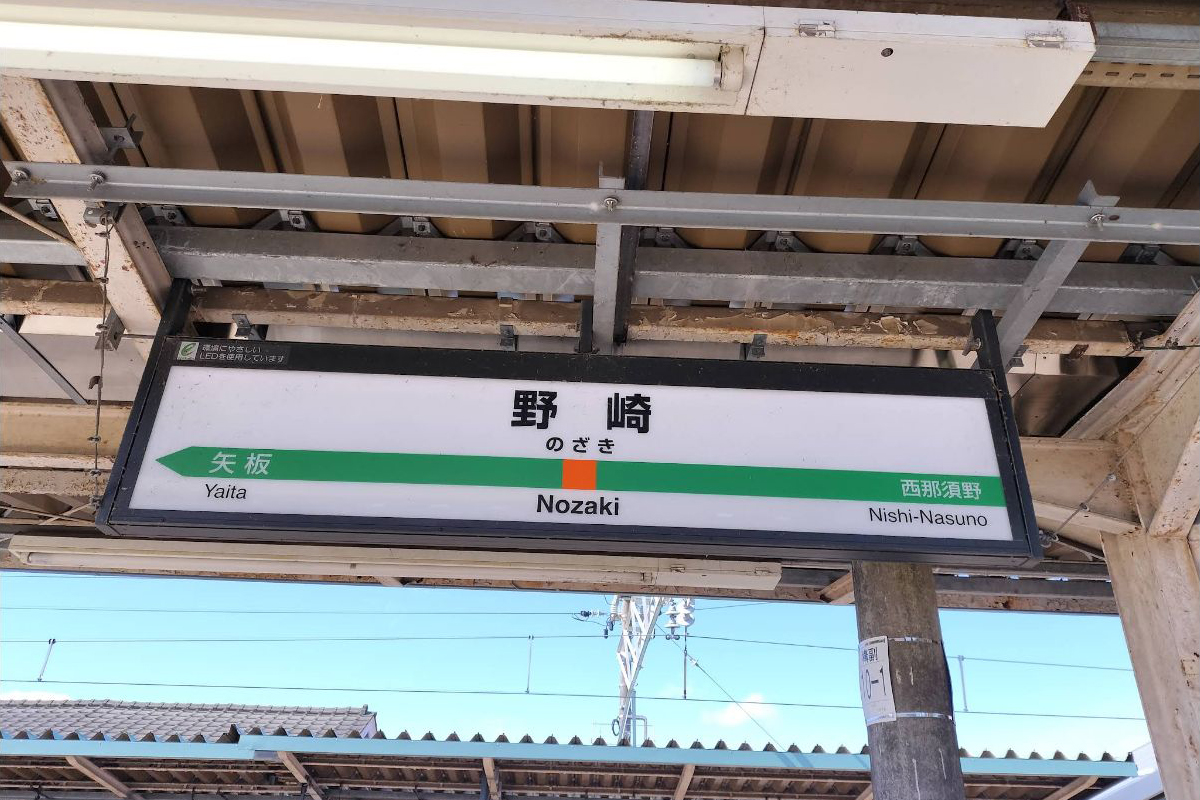 環境にやさしい
LEDを使用しています
野 崎
のざき
矢板
西那須野
Yaita
Nozaki
Nishi-Nasuno